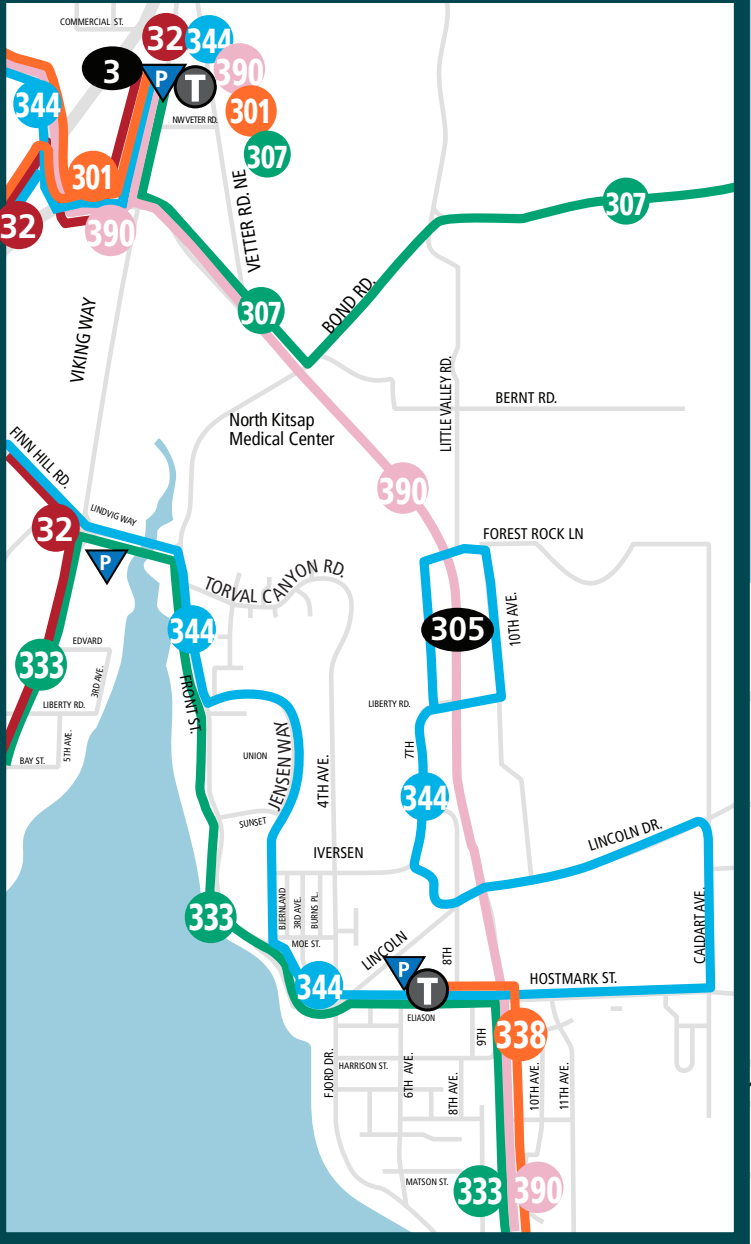 COMMERCIAL ST.
32
344
3
P
T
390
344
301
NW VETER RD.
307
301
32
390
VETTER RD. NE
307
307
BOND RD.
VIKING WAY
LITTLE VALLEY RD.
BERNT RD.
North Kitsap
Medical Center
FINN HILL RD.
390
LINDVIG WAY
32
FOREST ROCK LN
P
TORVAL CANYON RD.
10TH AVE.
344
305
EDVARD
333
3RD AVE.
FRONT ST.
LIBERTY RD.
LIBERTY RD.
5TH AVE.
7TH
BAY ST.
UNION
JENSEN WAY
4TH AVE.
344
SUNSET
LINCOLN DR.
IVERSEN
BJERNLAND
3RD AVE.
BURNS PL.
333
CALDART AVE.
MOE ST.
LINCOLN
8TH
P
T
344
HOSTMARK ST.
ELIASON
9TH
338
FJORD DR.
HARRISON ST.
6TH AVE.
8TH AVE.
10TH AVE.
11TH AVE.
MATSON ST.
333
390